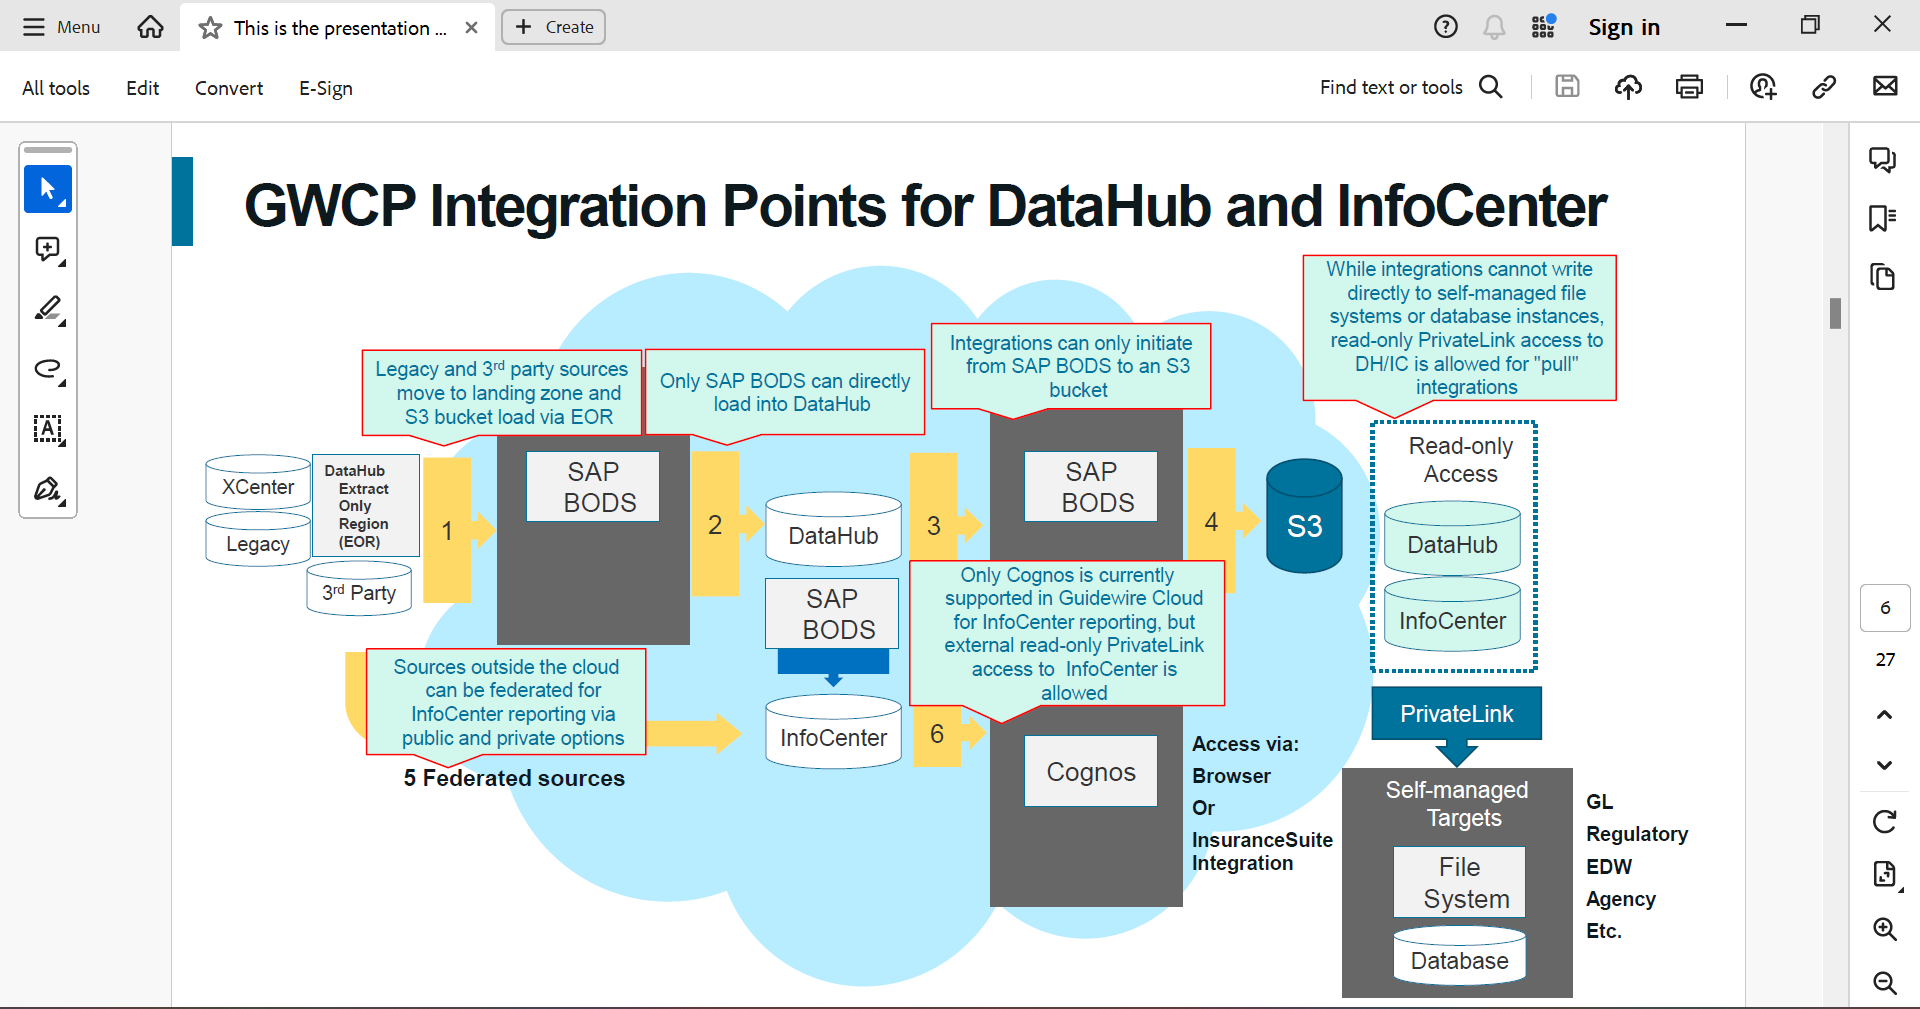 Menu
This is the presentation ...
Create
Sign in
All tools
Edit
Convert
E-Sign
Find text or tools
GWCP Integration Points for DataHub and InfoCenter
While integrations cannot write
directly to self-managed file
systems or database instances,
read-only PrivateLink access to
DH/IC is allowed for "pull"
integrations
Integrations can only initiate
from SAP BODS to an S3
bucket
Legacy and 3rd party sources
move to landing zone and
S3 bucket load via EOR
Only SAP BODS can directly
load into DataHub
XCenter
Legacy
DataHub
Extract
Only
Region
(EOR)
3rd Party
1
SAP
BODS
2
DataHub
3
SAP
BODS
4
S3
Read-only
Access
DataHub
InfoCenter
SAP
BODS
Only Cognos is currently
supported in Guidewire Cloud
for InfoCenter reporting, but
external read-only PrivateLink
access to InfoCenter is
allowed
Sources outside the cloud
can be federated for
InfoCenter reporting via
public and private options
5 Federated sources
InfoCenter
6
Cognos
Access via:
Browser
Or
InsuranceSuite
Integration
PrivateLink
Self-managed
Targets
File
System
Database
GL
Regulatory
EDW
Agency
Etc.
6
27